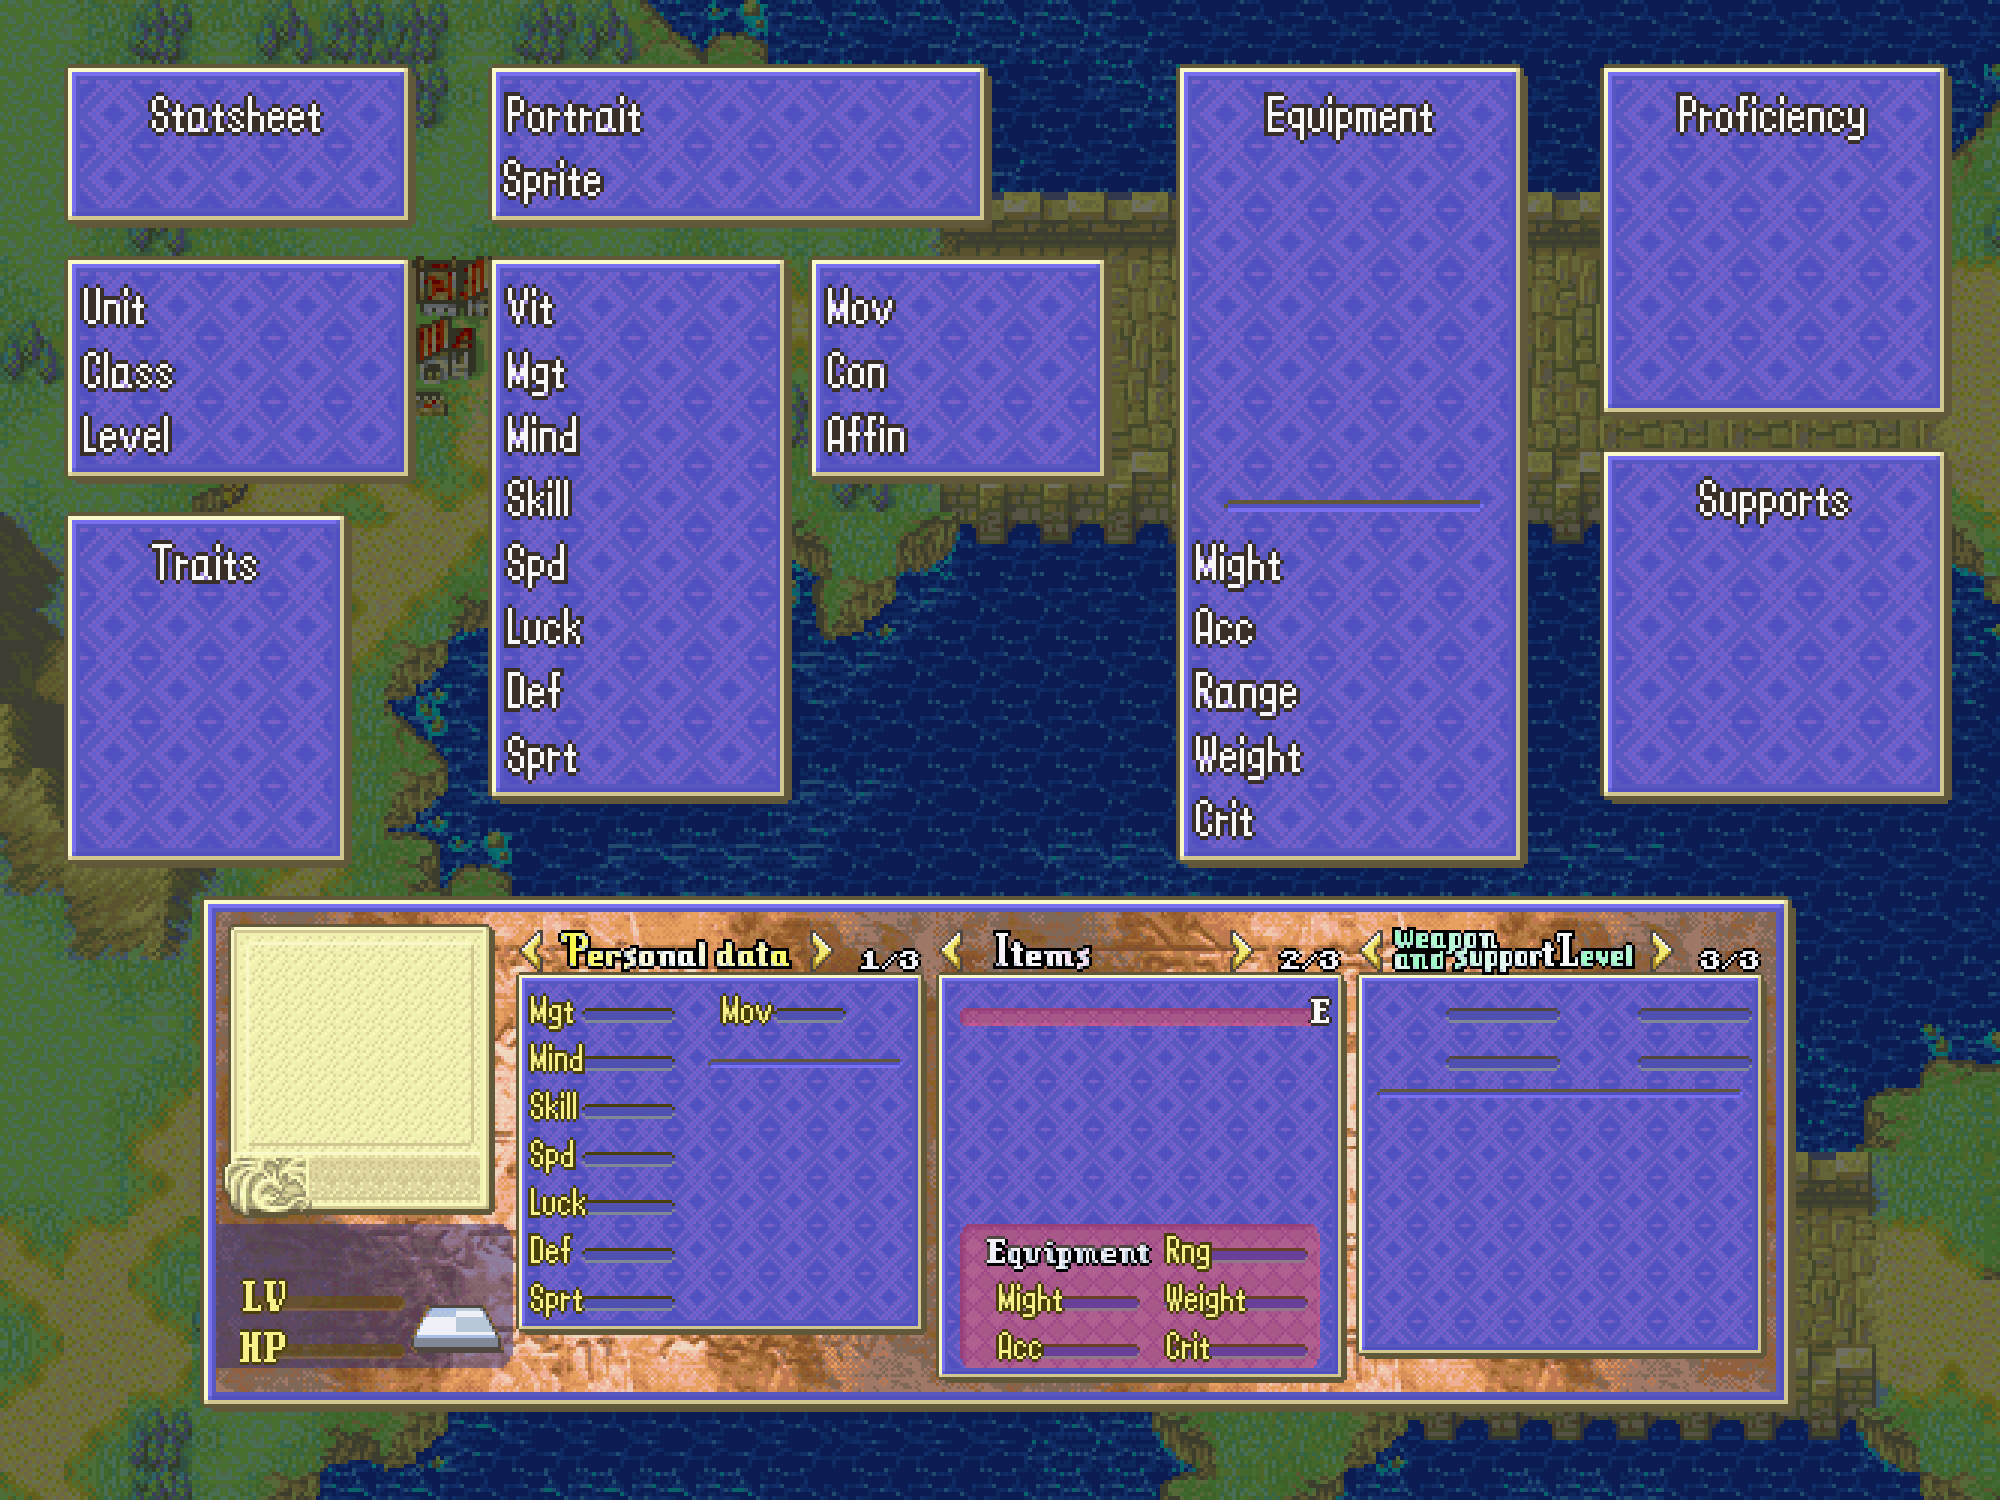 Statsheet
Portrait
Sprite
Equipment
Proficiency
Unit
Class
Level
Vit
Mgt
Mind
Skill
Spd
Luck
Def
Sprt
Mov
Con
Affin
Traits
Might
Acc
Range
Weight
Crit
Supports
Personal data 1/3
Mgt Mov
Mind
Skill
Spd
Luck
Def
Sprt
LV
HP
Items 2/3
E
Equipment Rng
Might Weight
Acc Crit
Weapon
and Support Level 3/3